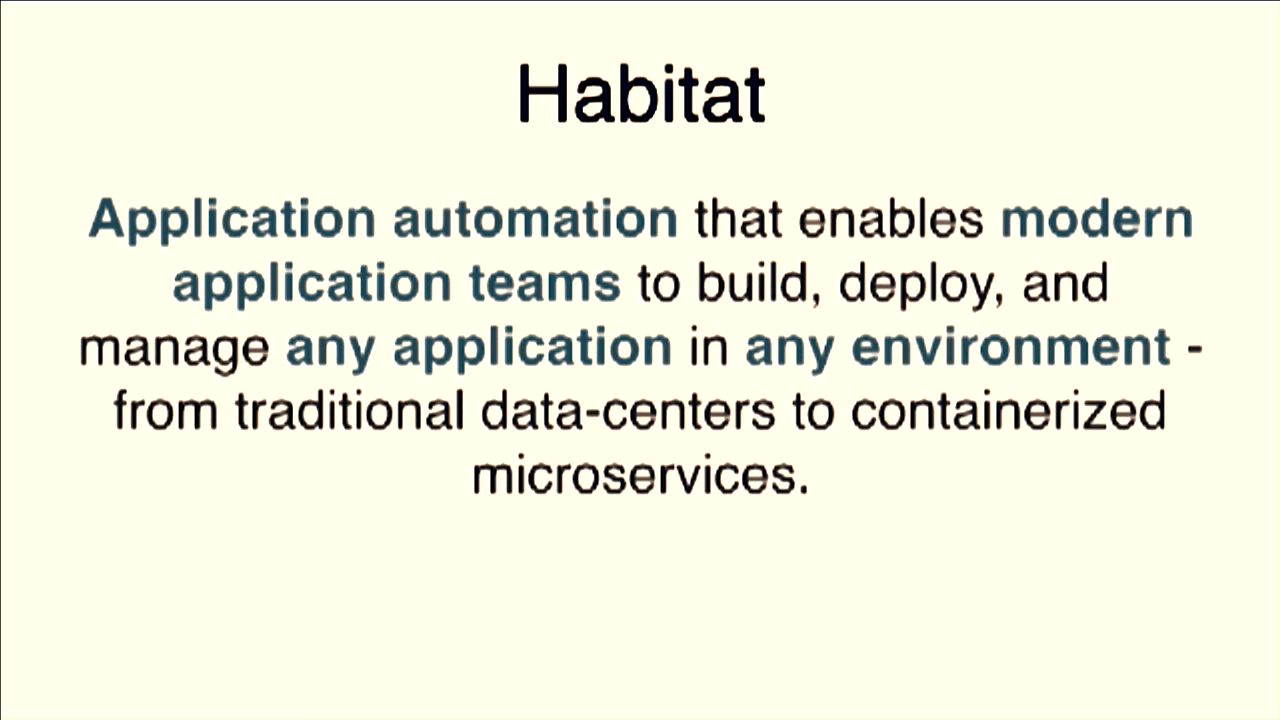 Habitat
Application automation that enables modern
application teams to build, deploy, and
manage any application in any environment -
from traditional data-centers to containerized
microservices.